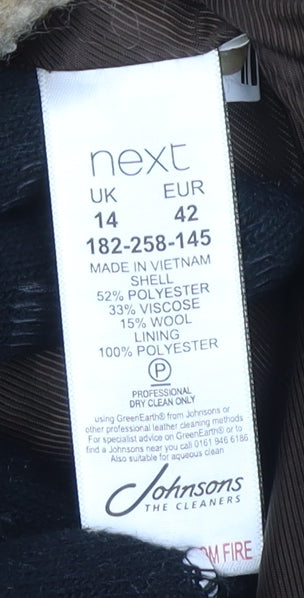 next
UK EUR
14 42
182-258-145
MADE IN VIETNAM
SHELL
52% POLYESTER
33% VISCOSE
15% WOOL
LINING
100% POLYESTER
P
PROFESSIONAL
DRY CLEAN ONLY
using GreenEarth® from Johnsons or
other professional leather cleaning methods
For specialist advice on GreenEarth® or to
find a Johnsons near you call 0161 946 6186
Also suitable for aqueous clean
Johnsons
THE CLEANERS
OM FIRE